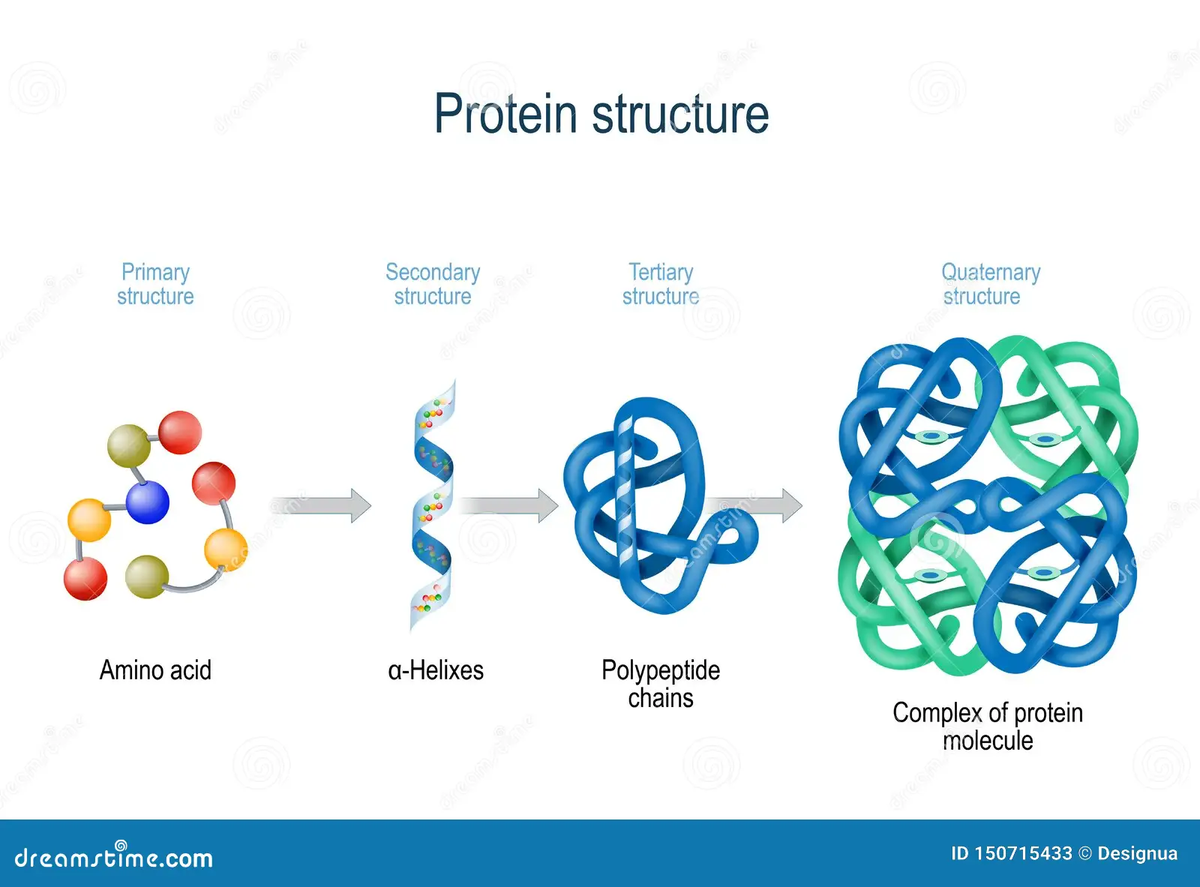 Protein structure
Primary
structure
Secondary
structure
Tertiary
structure
Quaternary
structure
Amino acid
α-Helixes
Polypeptide
chains
Complex of protein
molecule
dreamstime
dreamstime.com
ID 150715433 © Designua